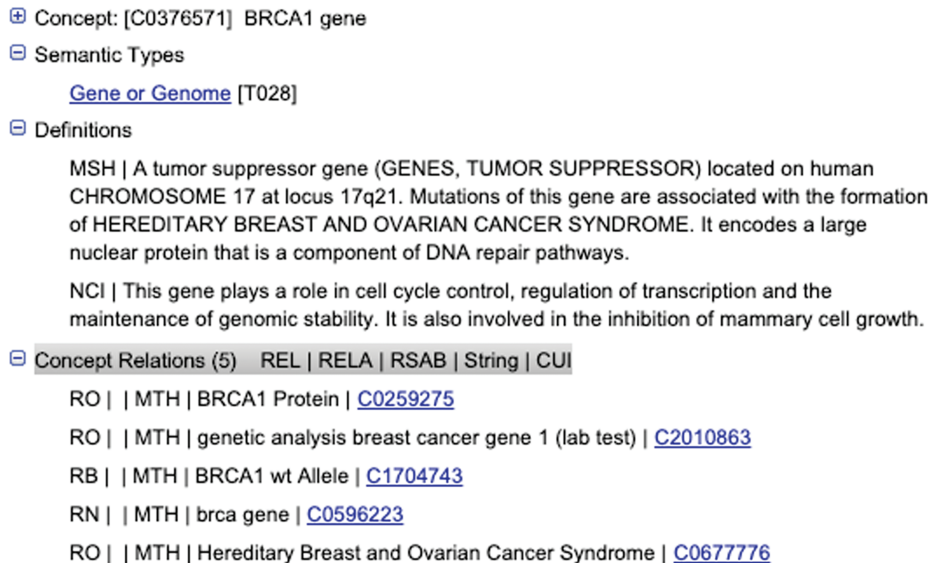 Concept: [C0376571] BRCA1 gene
Semantic Types
Gene or Genome [T028]
Definitions
MSH | A tumor suppressor gene (GENES, TUMOR SUPPRESSOR) located on human
CHROMOSOME 17 at locus 17q21. Mutations of this gene are associated with the formation
of HEREDITARY BREAST AND OVARIAN CANCER SYNDROME. It encodes a large
nuclear protein that is a component of DNA repair pathways.
NCI | This gene plays a role in cell cycle control, regulation of transcription and the
maintenance of genomic stability. It is also involved in the inhibition of mammary cell growth.
Concept Relations (5) REL | RELA | RSAB | String | CUI
RO | | MTH | BRCA1 Protein | C0259275
RO | | MTH | genetic analysis breast cancer gene 1 (lab test) | C2010863
RB | | MTH | BRCA1 wt Allele | C1704743
RN | | MTH | brca gene | C0596223
RO | | MTH | Hereditary Breast and Ovarian Cancer Syndrome | C0677776